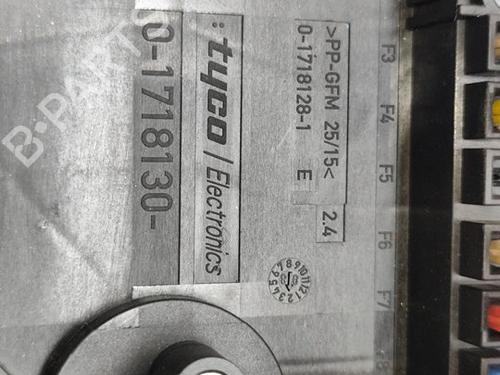 >PP-GFM 25/15<
0-1718128-1 E 2.4
tyco / Electronics
0-1718130-
F3
F4
F5
F6
F7
B-PARTS